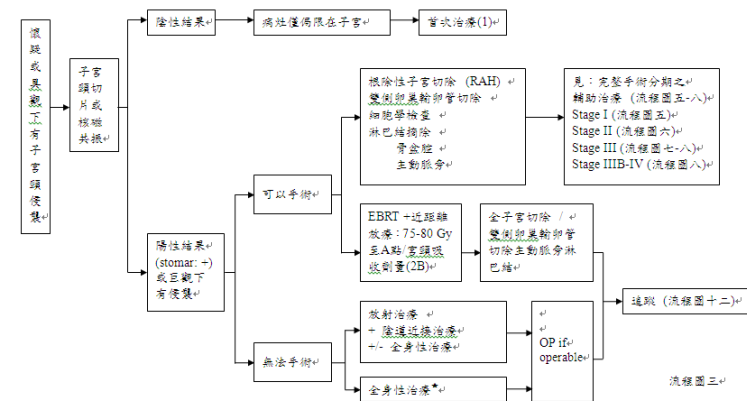 懷疑或異觀下有子宮頸侵襲
子宮
頸切
片或
核磁
共振
陰性結果
病灶僅侷限在子宮
首次治療(1)
陽性結果
(stomar: +)
或巨觀下
有侵襲
可以手術
根除性子宮切除 (RAH)
雙側卵巢輸卵管切除
細胞學檢查
淋巴結摘除
骨盆腔
主動脈旁
見：完整手術分期之
輔助治療 (流程圖五-八)
Stage I (流程圖五)
Stage II (流程圖六)
Stage III (流程圖七-八)
Stage IIIB-IV (流程圖八)
EBRT +近距離
放療：75-80 Gy
至A點/宮頸吸
收劑量(2B)
全子宮切除 /
雙側卵巢輸卵管
切除主動脈旁淋
巴結
無法手術
放射治療
+ 陰道近接治療
+/- 全身性治療
全身性治療*
OP if
operable
追蹤 (流程圖十二)
流程圖三